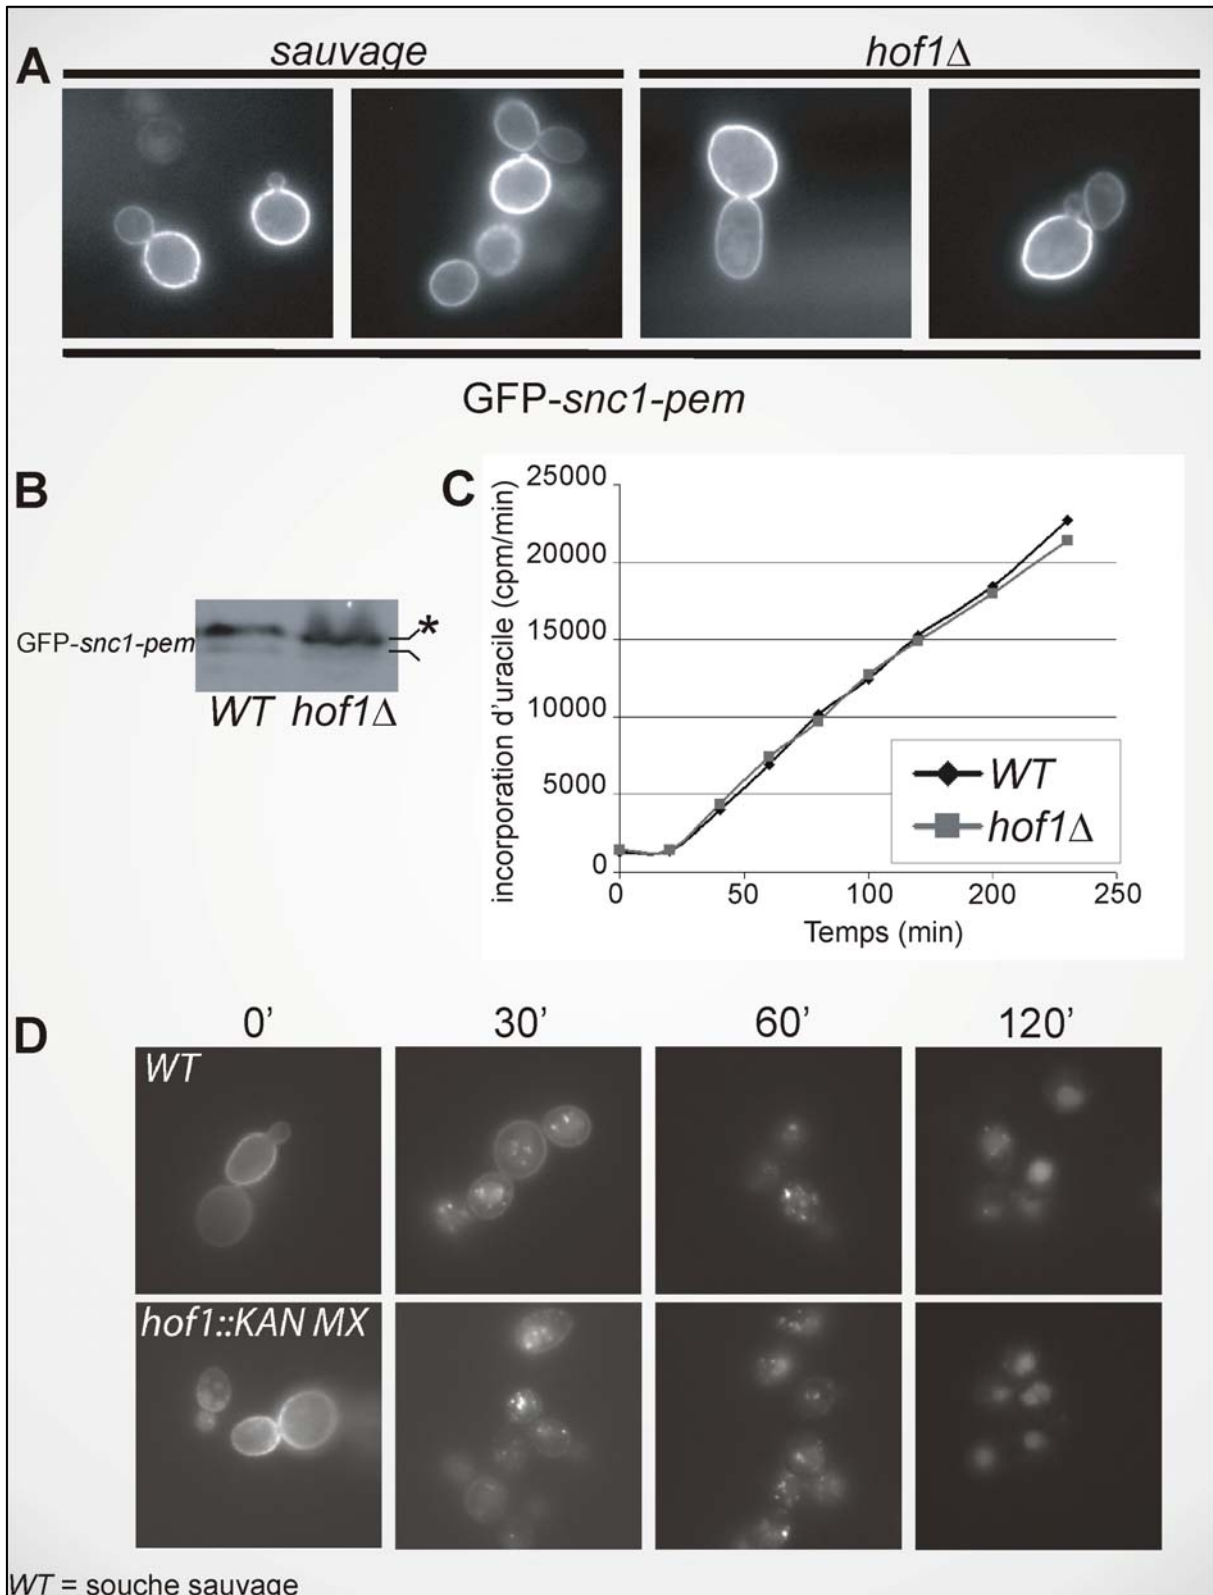 A
sauvage
hof1Δ
GFP-snc1-pem
B
GFP-snc1-pem
*
WT hof1Δ
C
incorporation d'uracile (cpm/min)
25000
20000
15000
10000
5000
0
0 50 100 200 250
Temps (min)
WT
hof1Δ
D
0' 30' 60' 120'
WT
hof1::KAN MX
WT = souche sauvage